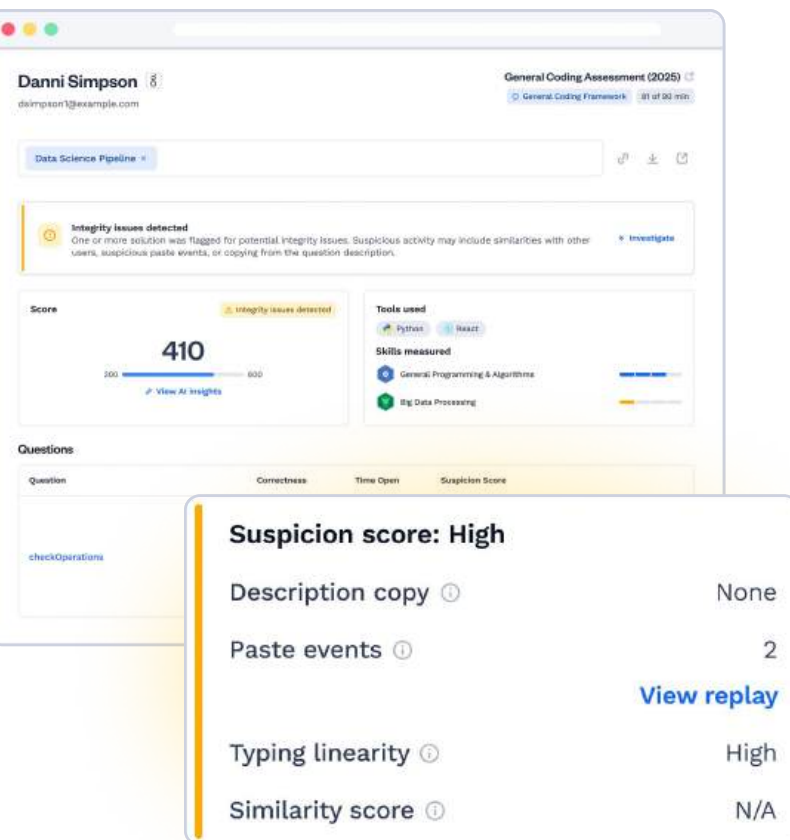 Danni Simpson
General Coding Assessment (2025)
dsimpson1@example.com
General Coding Framework 81 of 90 min
Data Science Pipeline ×
Integrity issues detected
One or more solution was flagged for potential integrity issues. Suspicious activity may include similarities with other
users, suspicious paste events, or copying from the question description.
Investigate
Score
Integrity issues detected
410
200 600
View AI insights
Tools used
Python React
Skills measured
General Programming & Algorithms
Big Data Processing
Questions
Question Correctness Time Open Suspicion Score
checkOperations
Suspicion score: High
Description copy None
Paste events 2
View replay
Typing linearity High
Similarity score N/A